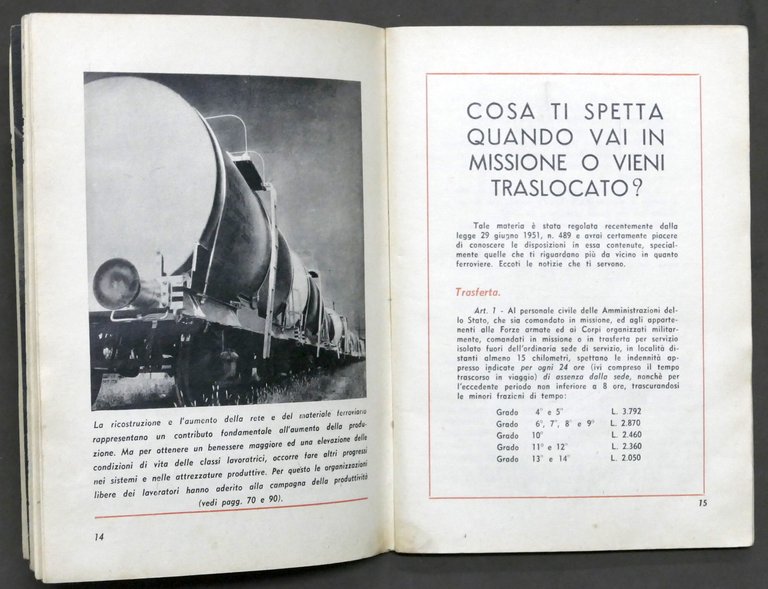 La ricostruzione e l'aumento della rete e del materiale ferroviario
rappresentano un contributo fondamentale all'aumento della produ-
zione. Ma per ottenere un benessere maggiore ed una elevazione delle
condizioni di vita delle classi lavoratrici, occorre fare altri progressi
nei sistemi e nelle attrezzature produttive. Per questo le organizzazioni
libere dei lavoratori hanno aderito alla campagna della produttività
(vedi pagg. 70 e 90).
14
COSA TI SPETTA
QUANDO VAI IN
MISSIONE O VIENI
TRASLOCATO?
Tale materia è stata regolata recentemente dalla
legge 29 giugno 1951, n. 489 e avrai certamente piacere
di conoscere le disposizioni in essa contenute, special-
mente quelle che ti riguardano più da vicino in quanto
ferroviere. Eccoti le notizie che ti servono.
Trasferta.
Art. 1 - Al personale civile delle Amministrazioni del-
lo Stato, che sia comandato in missione, ed agli apparte-
nenti alle Forze armate ed ai Corpi organizzati militar-
mente, comandati in missione o in trasferta per servizio
isolato fuori dell'ordinaria sede di servizio, in località di-
stanti almeno 15 chilometri, spettano le indennità ap-
presso indicate per ogni 24 ore (ivi compreso il tempo
trascorso in viaggio) di assenza dalla sede, nonchè per
l'eccedente periodo non inferiore a 8 ore, trascurandosi
le minori frazioni di tempo:
Grado 4° e 5° L. 3.792
Grado 6°, 7°, 8° e 9° L. 2.870
Grado 10° L. 2.460
Grado 11° e 12° L. 2.360
Grado 13° e 14° L. 2.050
15